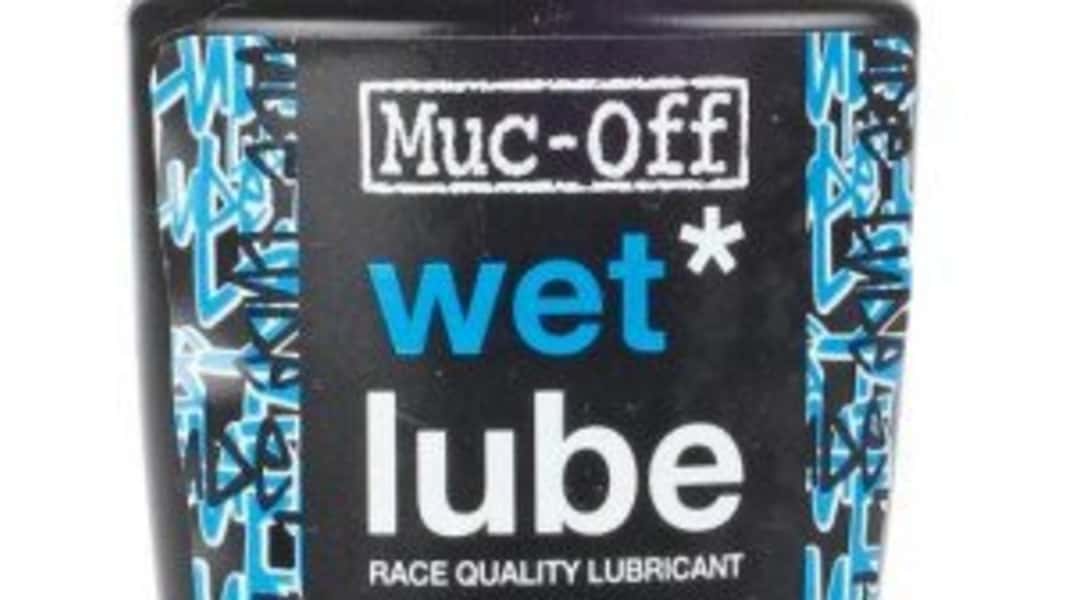 Muc-Off
wet*
lube
RACE QUALITY LUBRICANT